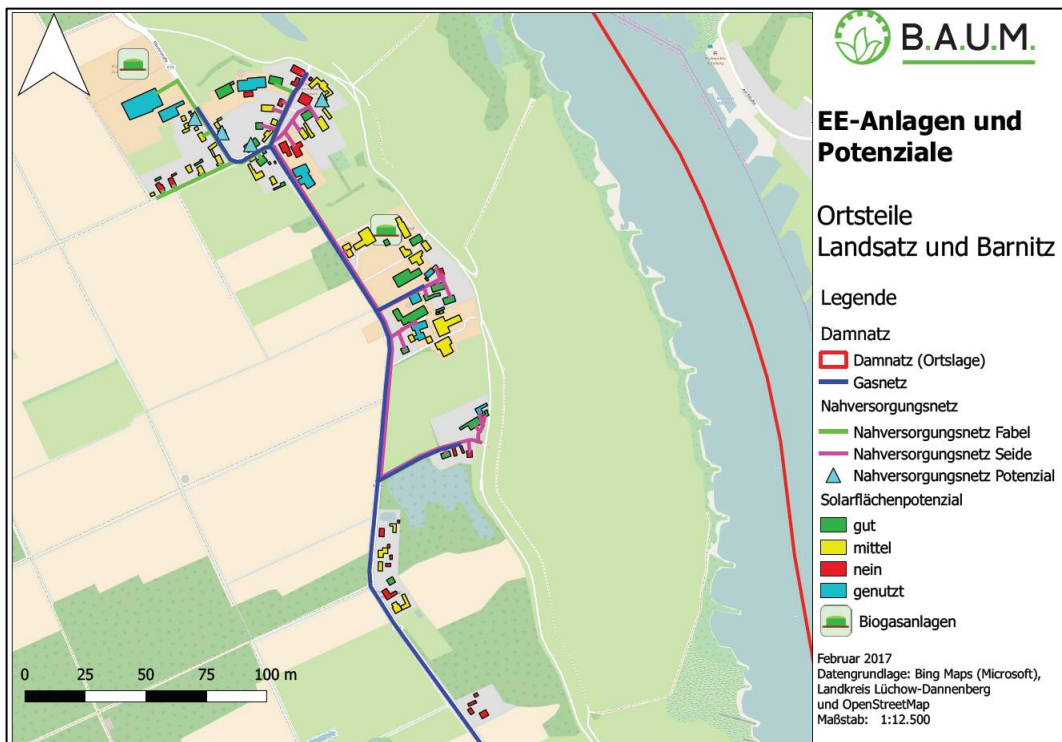 B.A.U.M.
EE-Anlagen und
Potenziale
Ortsteile
Landsatz und Barnitz
Legende
Damnatz
Damnatz (Ortslage)
Gasnetz
Nahversorgungsnetz
Nahversorgungsnetz Fabel
Nahversorgungsnetz Seide
Nahversorgungsnetz Potenzial
Solarflächenpotenzial
gut
mittel
nein
genutzt
Biogasanlagen
Februar 2017
Datengrundlage: Bing Maps (Microsoft),
Landkreis Lüchow-Dannenberg
und OpenStreetMap
Maßstab: 1:12.500
0 25 50 75 100 m